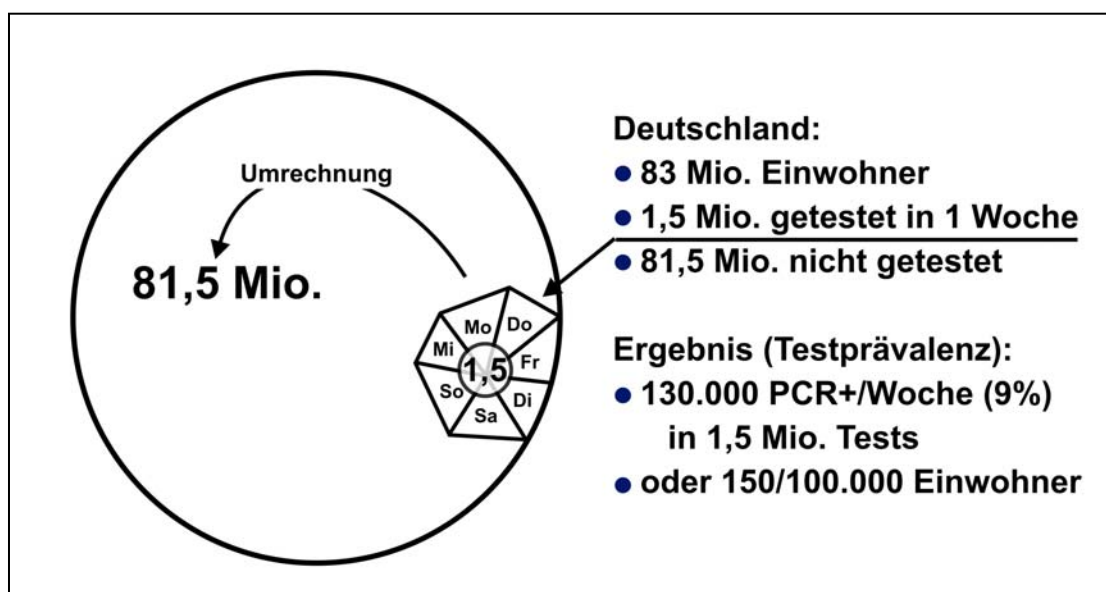 Umrechnung
81,5 Mio.
Mo
Do
Mi
1,5
Fr
So
Sa
Di
Deutschland:
● 83 Mio. Einwohner
● 1,5 Mio. getestet in 1 Woche
● 81,5 Mio. nicht getestet
Ergebnis (Testprävalenz):
● 130.000 PCR+/Woche (9%)
in 1,5 Mio. Tests
● oder 150/100.000 Einwohner